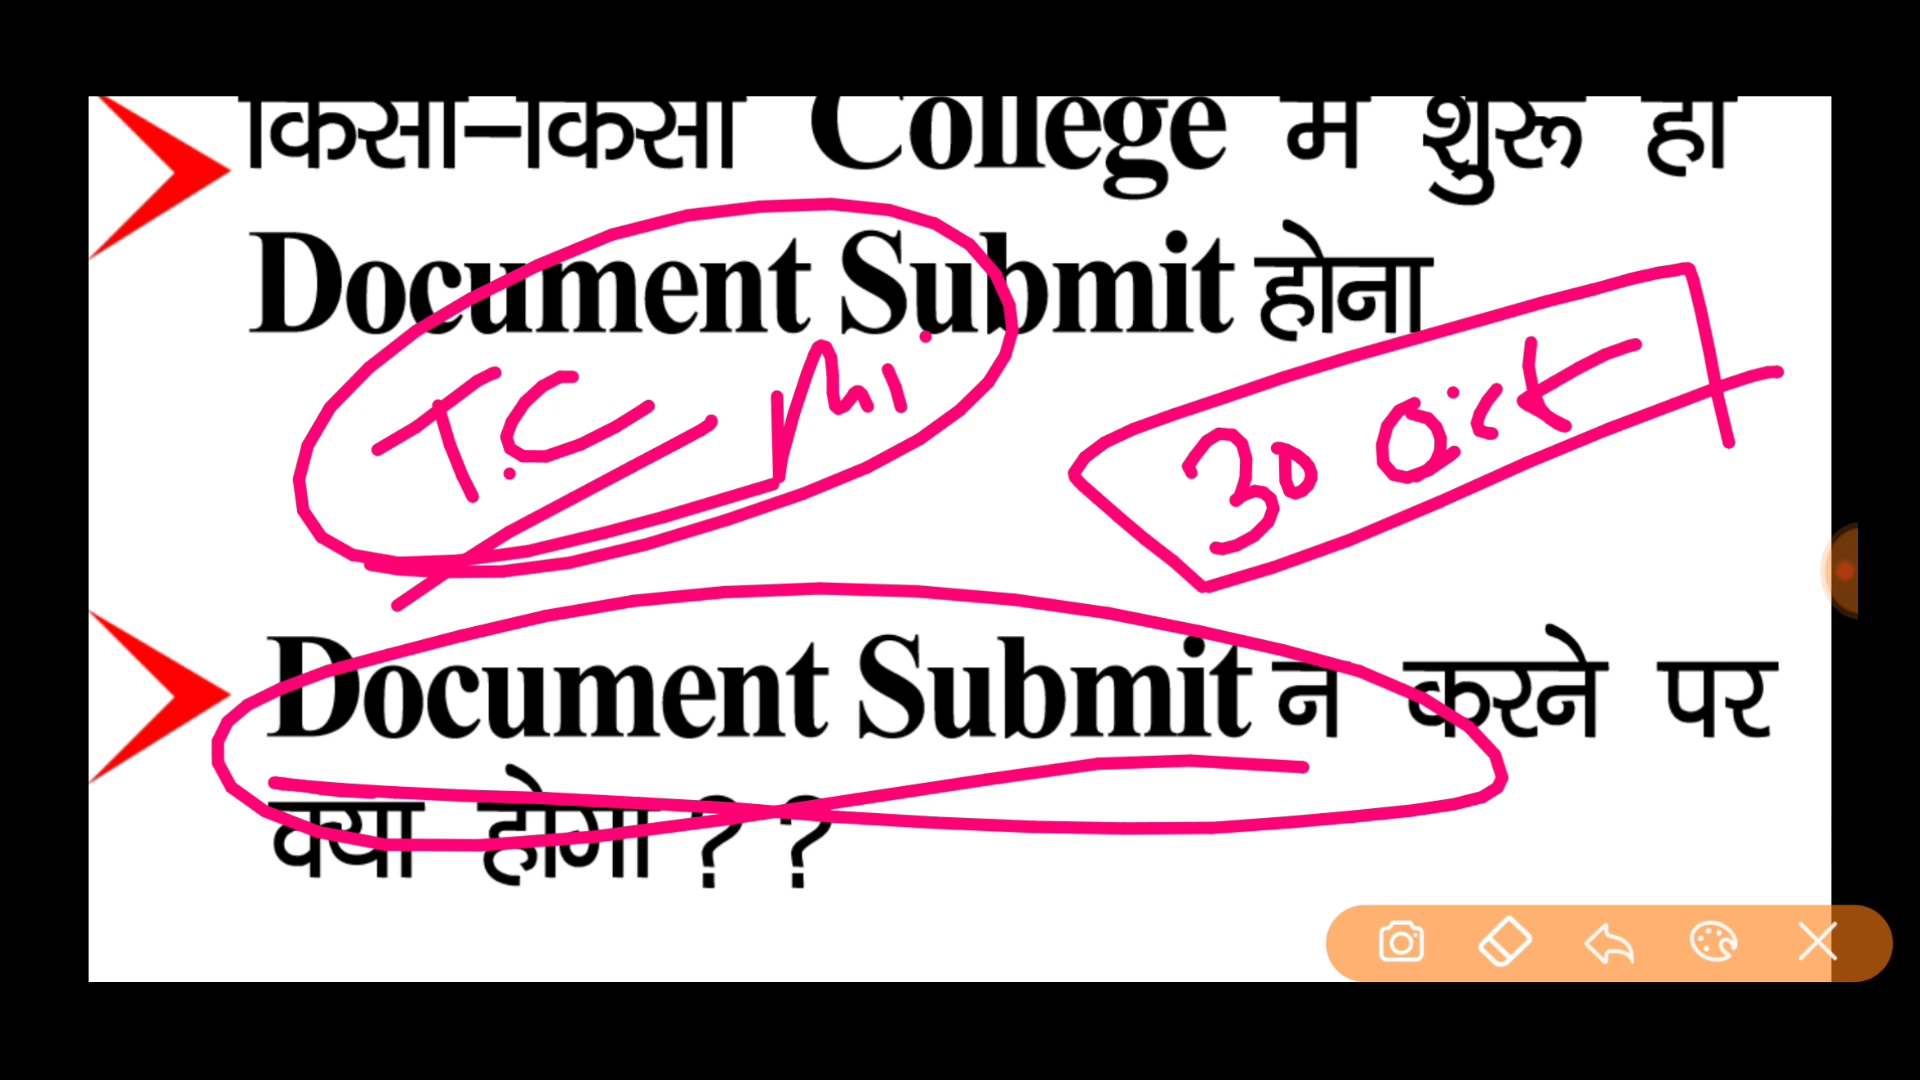 किसी–किसी College में शुरू हो
Document Submit होना
T.C Mi.
30 Oct
Document Submit न करने पर
क्या होगा ? ?